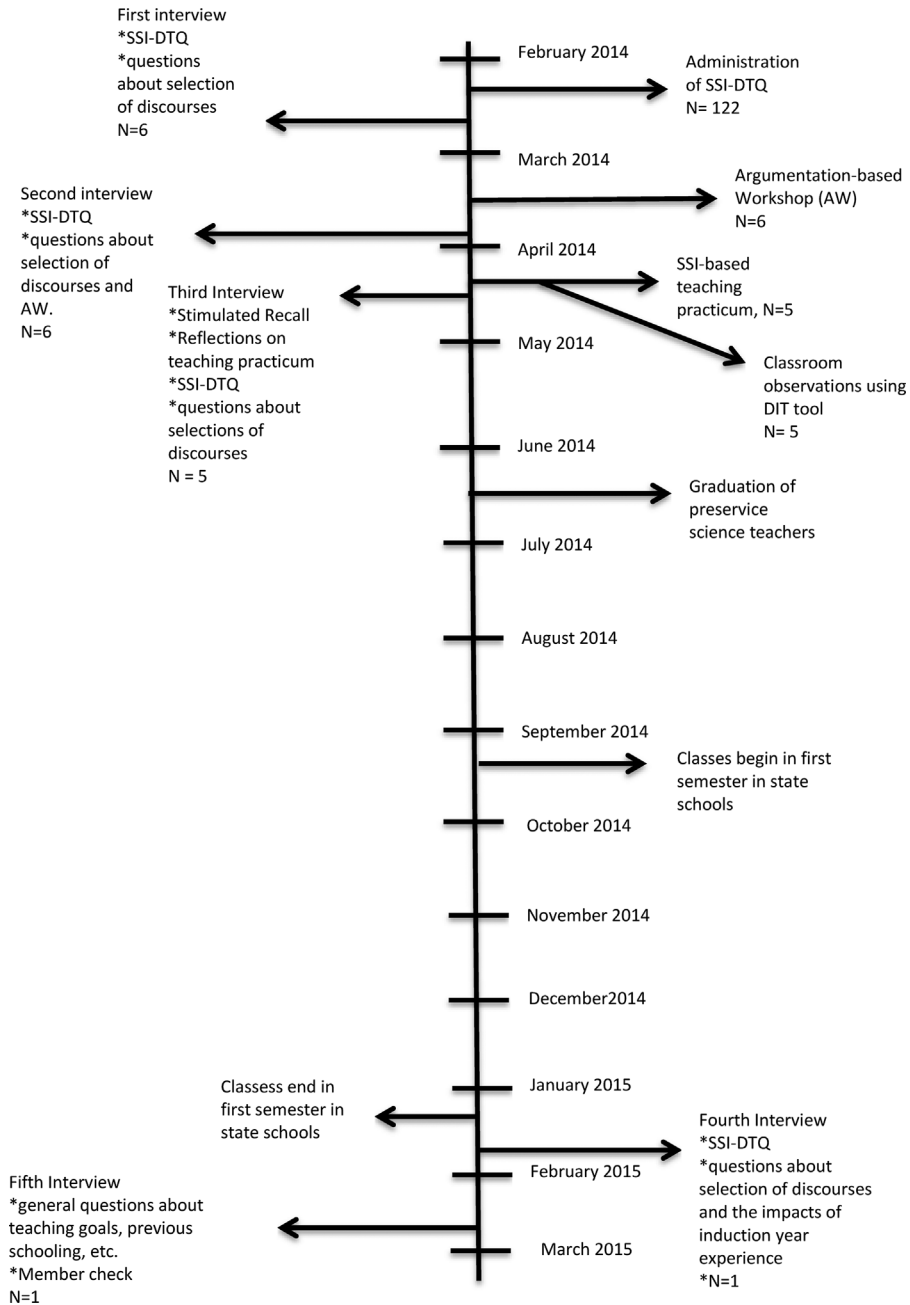 First interview
*SSI-DTQ
*questions
about selection
of discourses
N=6
February 2014
Administration
of SSI-DTQ
N= 122
March 2014
Argumentation-based
Workshop (AW)
N=6
Second interview
*SSI-DTQ
*questions about
selection of
discourses and
AW.
N=6
April 2014
SSI-based
teaching
practicum, N=5
Third Interview
*Stimulated Recall
*Reflections on
teaching practicum
*SSI-DTQ
*questions about
selections of
discourses
N = 5
May 2014
Classroom
observations using
DIT tool
N= 5
June 2014
Graduation of
preservice
science teachers
July 2014
August 2014
September 2014
Classes begin in first
semester in state
schools
October 2014
November 2014
December2014
January 2015
Classess end in
first semester in
state schools
Fourth Interview
*SSI-DTQ
*questions about
selection of discourses
and the impacts of
induction year
experience
*N=1
February 2015
Fifth Interview
*general questions about
teaching goals, previous
schooling, etc.
*Member check
N=1
March 2015